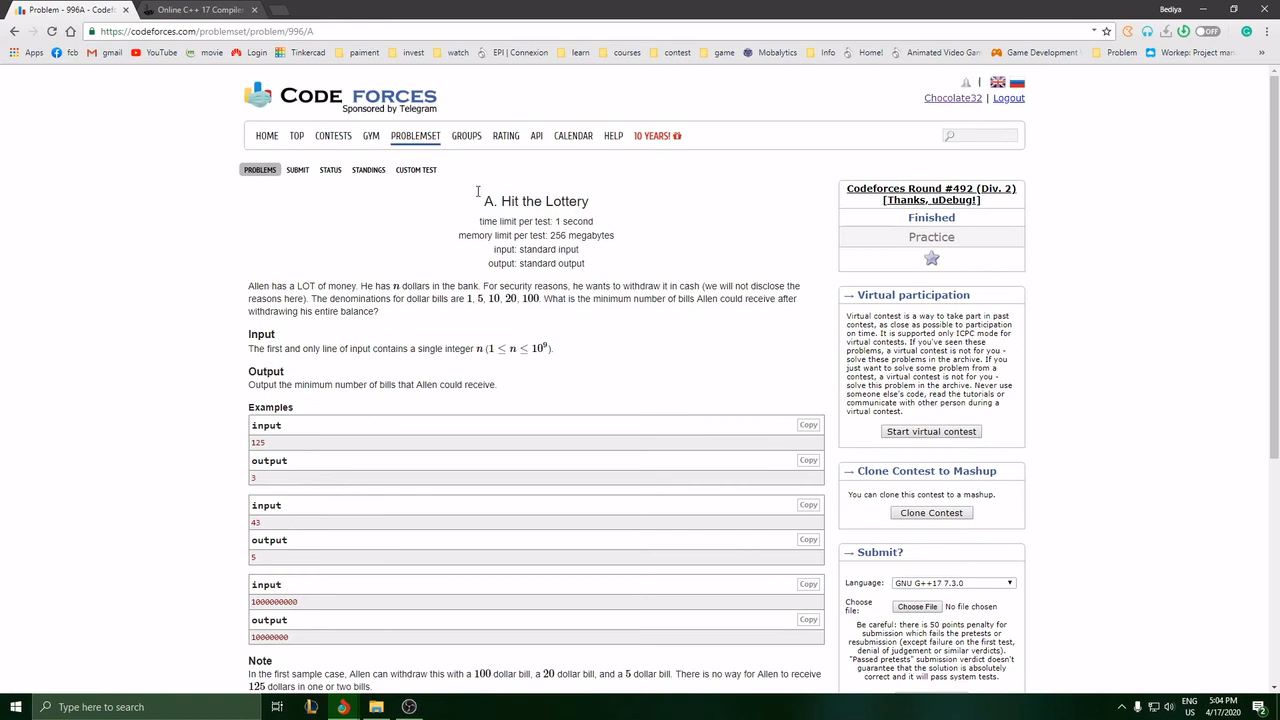 Problem - 996A - Codef
Online C++ 17 Compiler
Bediya
https://codeforces.com/problemset/problem/996/A
OFF
Apps
fcb
gmail
YouTube
movie
Login
Tinkercad
paiment
invest
watch
EPI | Connexion
learn
courses
contest
game
Mobalytics
Info
Home!
Animated Video Gam
Game Development
Problem
Workep: Project man
CODE FORCES
Sponsored by Telegram
Chocolate32 | Logout
HOME TOP CONTESTS GYM PROBLEMSET GROUPS RATING API CALENDAR HELP 10 YEARS!
PROBLEMS SUBMIT STATUS STANDINGS CUSTOM TEST
A. Hit the Lottery
time limit per test: 1 second
memory limit per test: 256 megabytes
input: standard input
output: standard output
Allen has a LOT of money. He has n dollars in the bank. For security reasons, he wants to withdraw it in cash (we will not disclose the
reasons here). The denominations for dollar bills are 1, 5, 10, 20, 100. What is the minimum number of bills Allen could receive after
withdrawing his entire balance?
Input
The first and only line of input contains a single integer n (1 ≤ n ≤ 10⁹).
Output
Output the minimum number of bills that Allen could receive.
Examples
input
Copy
125
output
Copy
3
input
Copy
43
output
Copy
5
input
Copy
1000000000
output
Copy
10000000
Note
In the first sample case, Allen can withdraw this with a 100 dollar bill, a 20 dollar bill, and a 5 dollar bill. There is no way for Allen to receive
125 dollars in one or two bills.
Codeforces Round #492 (Div. 2)
[Thanks, uDebug!]
Finished
Practice
→ Virtual participation
Virtual contest is a way to take part in past
contest, as close as possible to participation
on time. It is supported only ICPC mode for
virtual contests. If you've seen these
problems, a virtual contest is not for you -
solve these problems in the archive. If you
just want to solve some problem from a
contest, a virtual contest is not for you -
solve this problem in the archive. Never use
someone else's code, read the tutorials or
communicate with other person during a
virtual contest.
Start virtual contest
→ Clone Contest to Mashup
You can clone this contest to a mashup.
Clone Contest
→ Submit?
Language: GNU G++17 7.3.0
Choose
file:
Choose File No file chosen
Be careful: there is 50 points penalty for
submission which fails the pretests or
resubmission (except failure on the first test,
denial of judgement or similar verdicts).
"Passed pretests" submission verdict doesn't
guarantee that the solution is absolutely
correct and it will pass system tests.
Type here to search
ENG
US
5:04 PM
4/17/2020
2